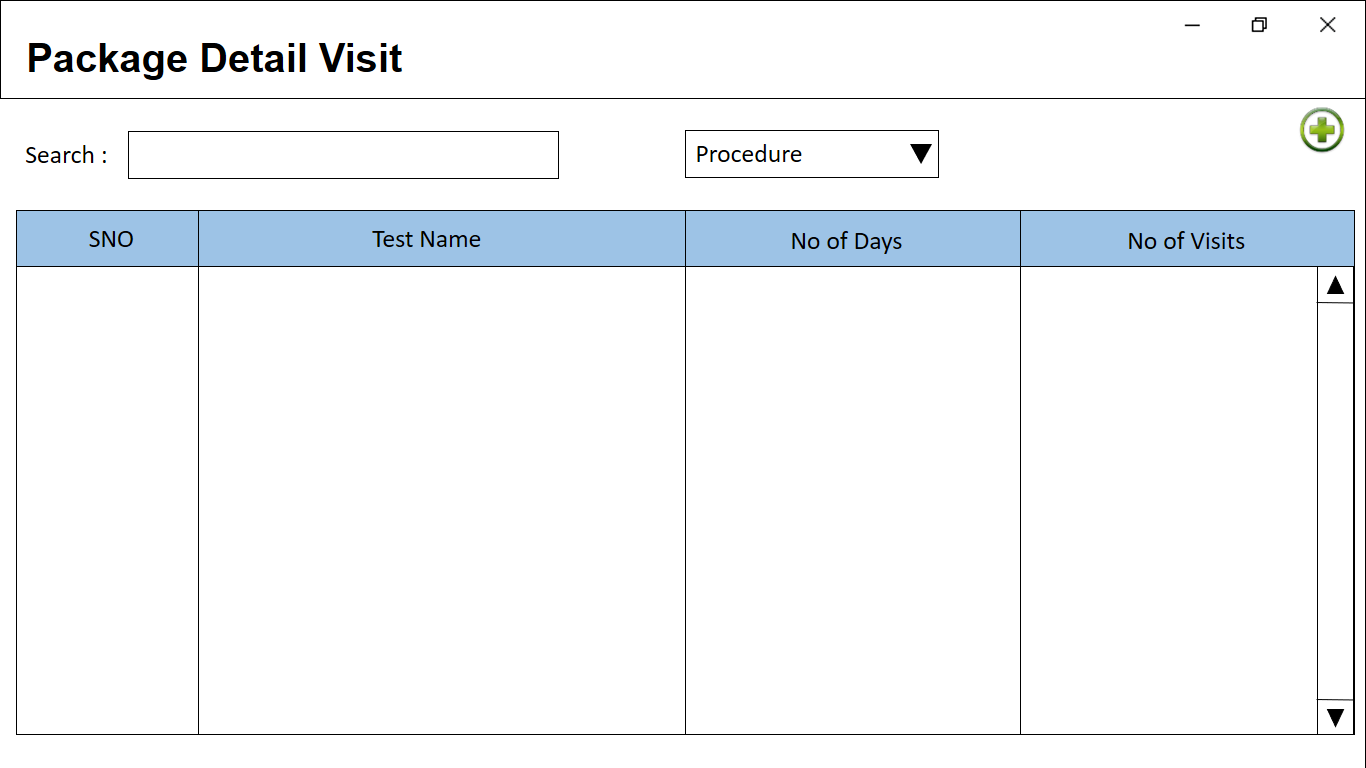 Package Detail Visit
Search :
Procedure
SNO
Test Name
No of Days
No of Visits